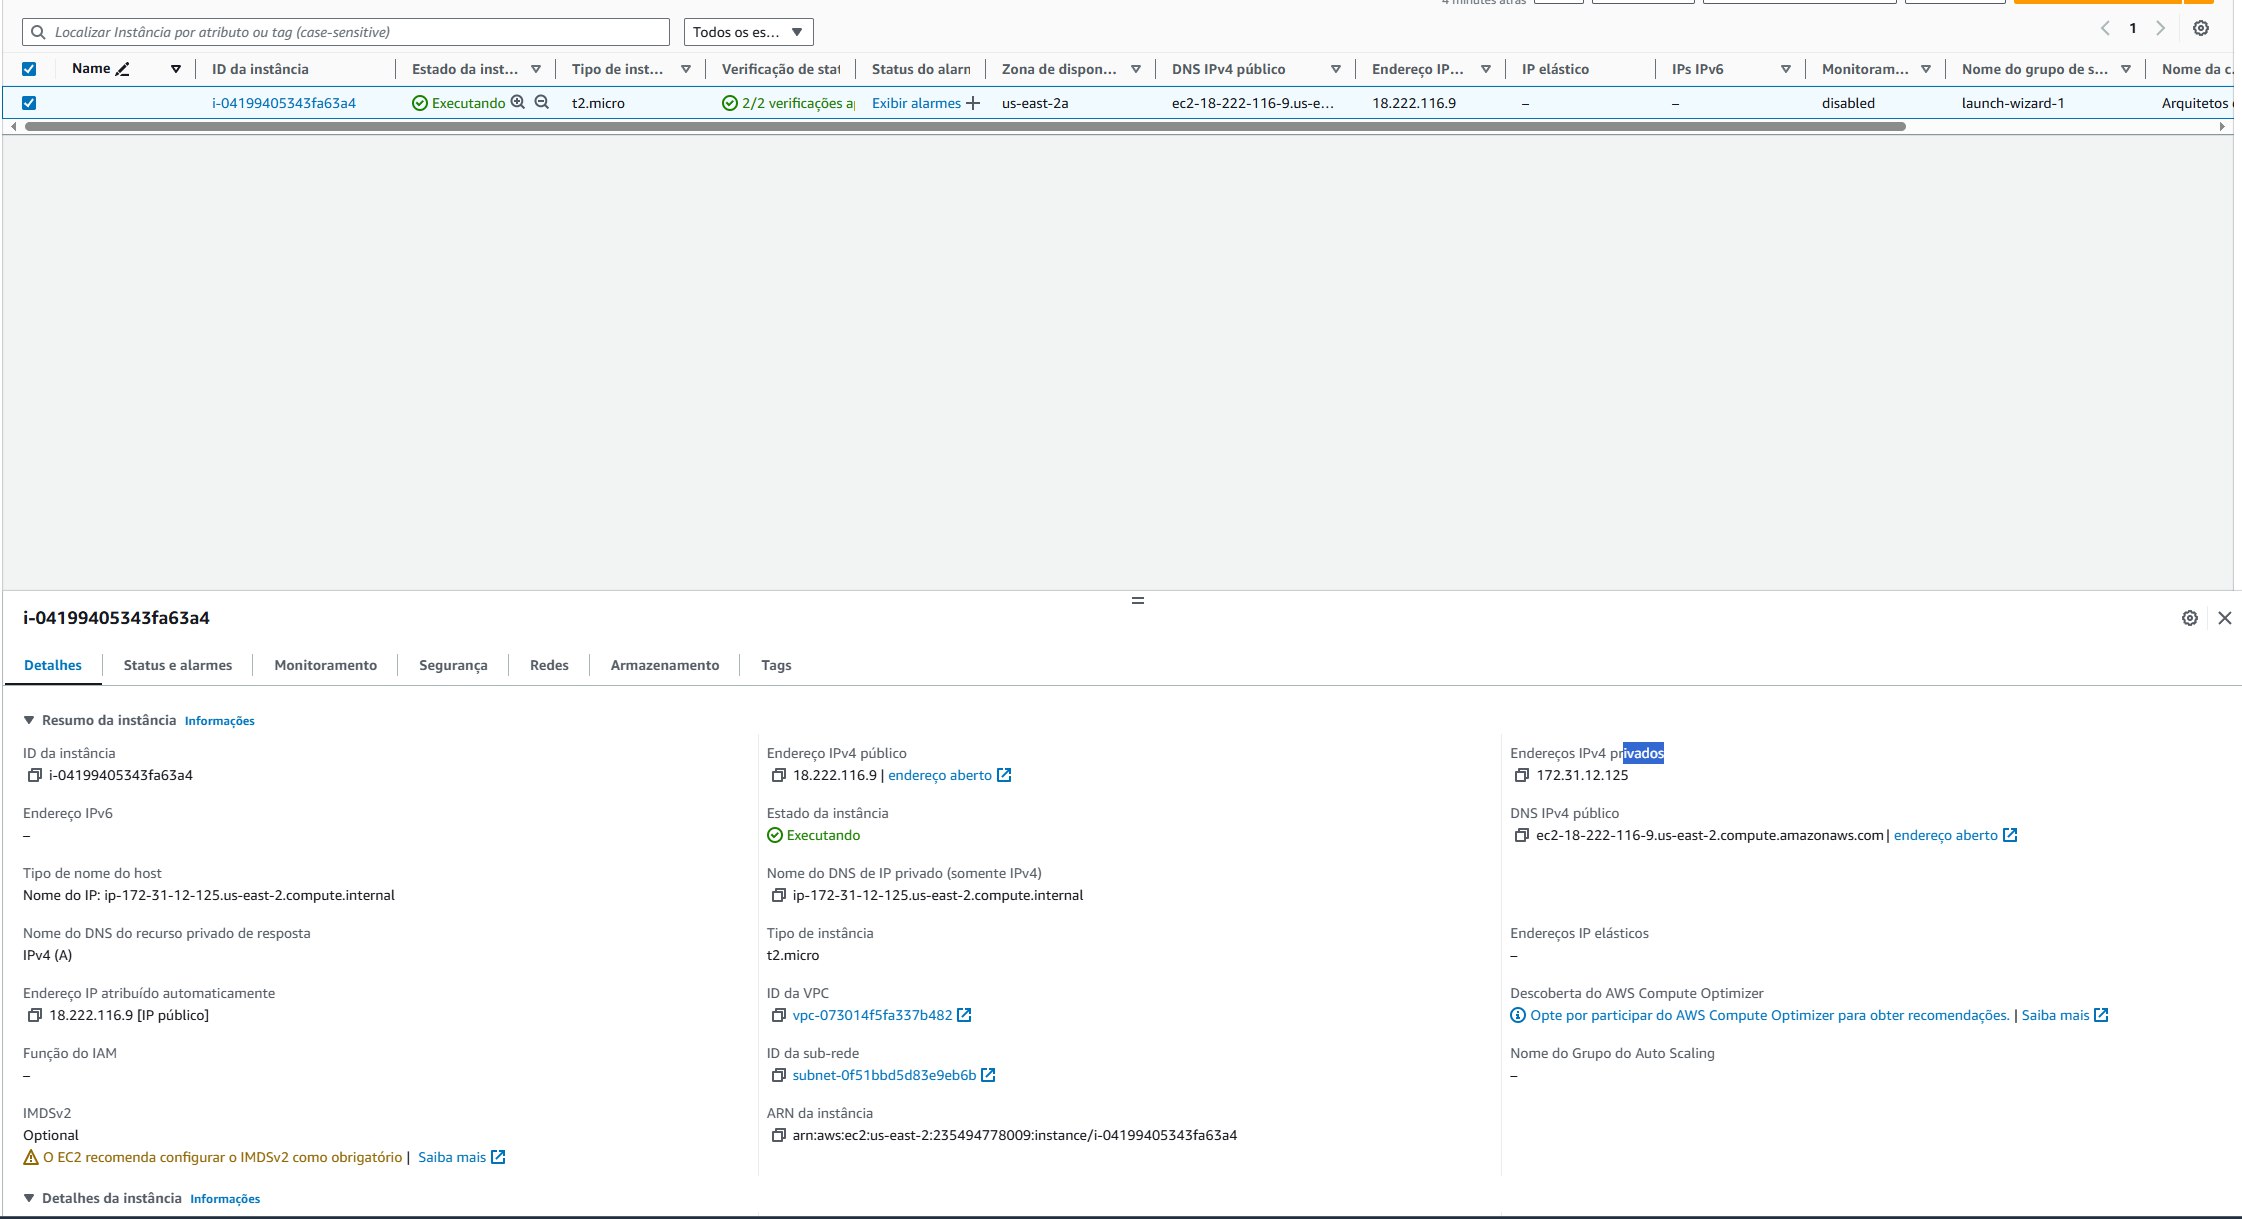 4 minutes atrás
Localizar Instância por atributo ou tag (case-sensitive)
Todos os es...
1
Name
ID da instância
Estado da inst...
Tipo de inst...
Verificação de stat
Status do alarn
Zona de dispon...
DNS IPv4 público
Endereço IP...
IP elástico
IPs IPv6
Monitoram...
Nome do grupo de s...
Nome da c.
i-04199405343fa63a4
Executando
t2.micro
2/2 verificações a
Exibir alarmes
us-east-2a
ec2-18-222-116-9.us-e...
18.222.116.9
–
–
disabled
launch-wizard-1
Arquitetos
i-04199405343fa63a4
Detalhes
Status e alarmes
Monitoramento
Segurança
Redes
Armazenamento
Tags
Resumo da instância Informações
ID da instância
i-04199405343fa63a4
Endereço IPv4 público
18.222.116.9 | endereço aberto
Endereços IPv4 privados
172.31.12.125
Endereço IPv6
–
Estado da instância
Executando
DNS IPv4 público
ec2-18-222-116-9.us-east-2.compute.amazonaws.com | endereço aberto
Tipo de nome do host
Nome do IP: ip-172-31-12-125.us-east-2.compute.internal
Nome do DNS de IP privado (somente IPv4)
ip-172-31-12-125.us-east-2.compute.internal
Nome do DNS do recurso privado de resposta
IPv4 (A)
Tipo de instância
t2.micro
Endereços IP elásticos
–
Endereço IP atribuído automaticamente
18.222.116.9 [IP público]
ID da VPC
vpc-073014f5fa337b482
Descoberta do AWS Compute Optimizer
Opte por participar do AWS Compute Optimizer para obter recomendações. | Saiba mais
Função do IAM
–
ID da sub-rede
subnet-0f51bbd5d83e9eb6b
Nome do Grupo do Auto Scaling
–
IMDSv2
Optional
O EC2 recomenda configurar o IMDSv2 como obrigatório | Saiba mais
ARN da instância
arn:aws:ec2:us-east-2:235494778009:instance/i-04199405343fa63a4
Detalhes da instância Informações